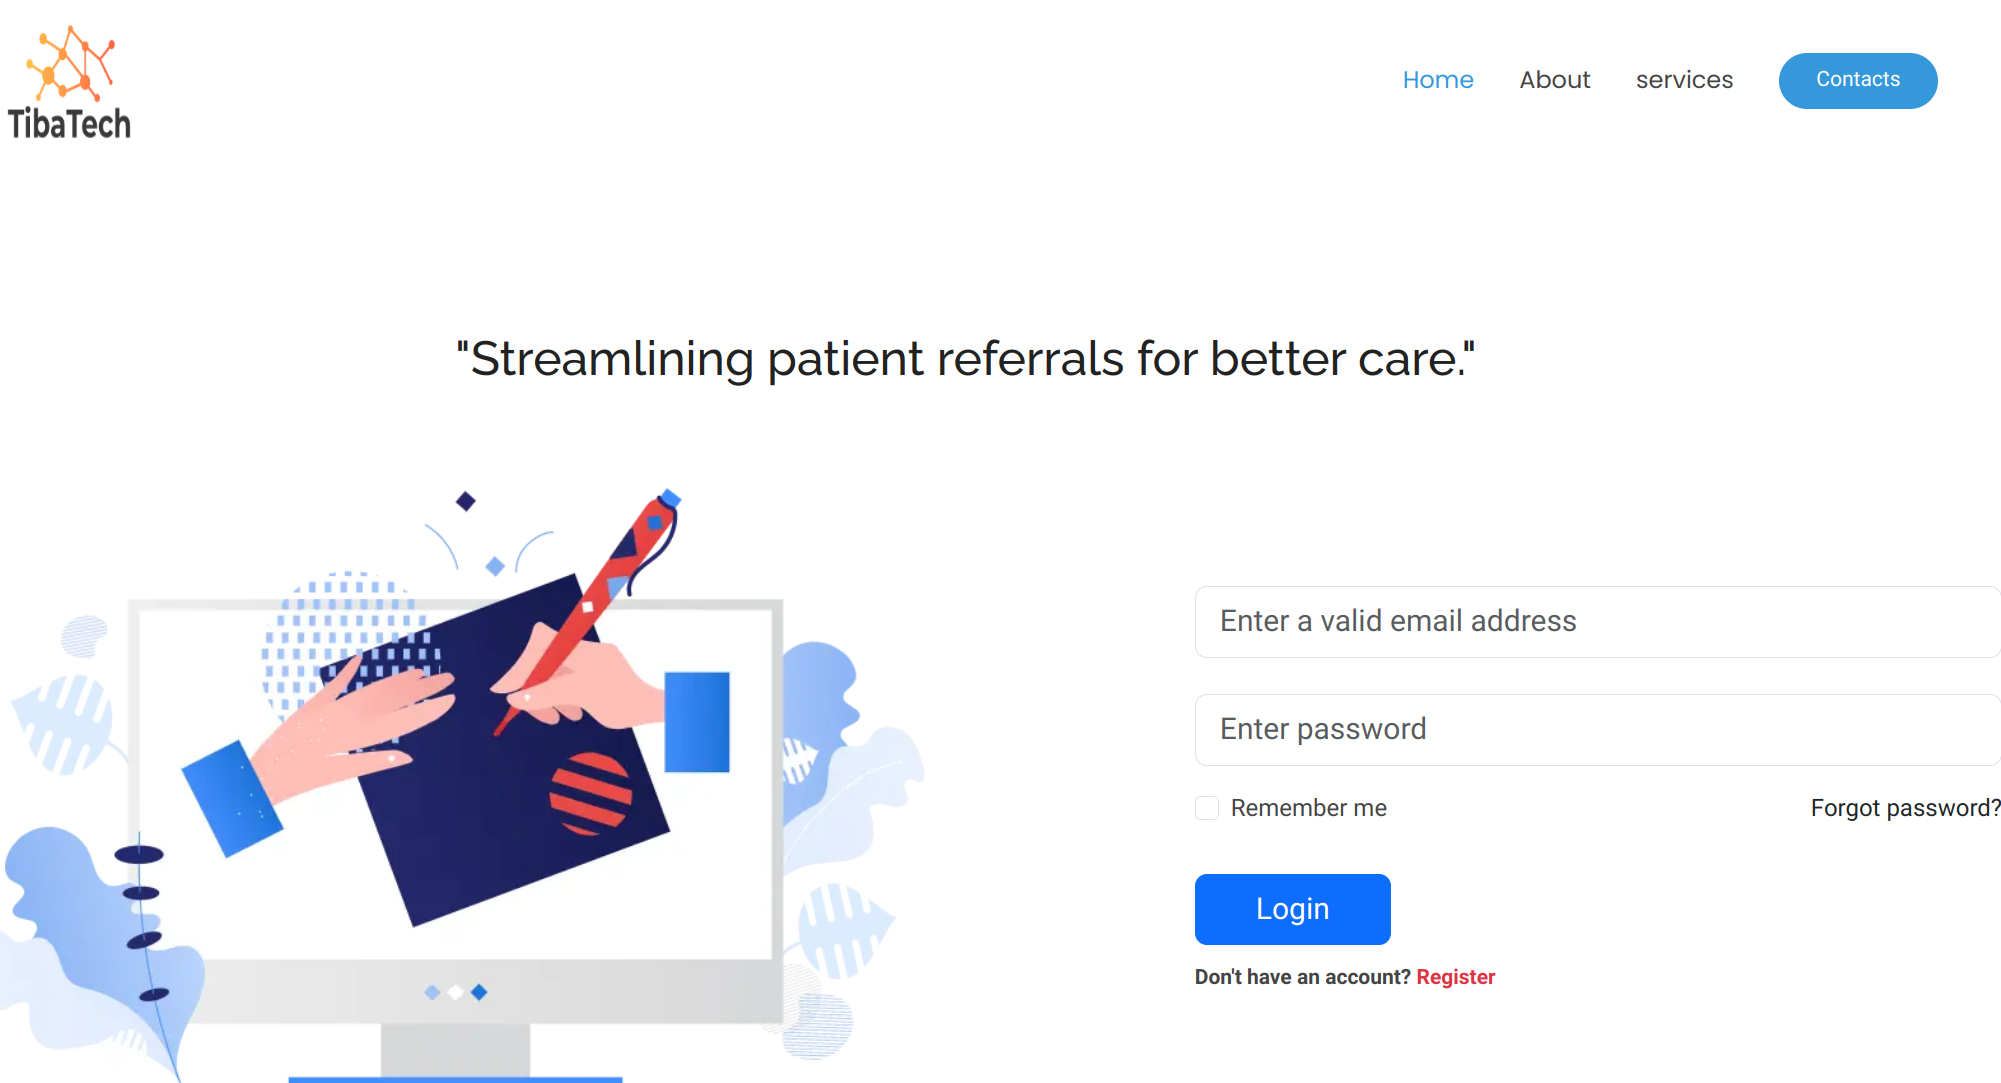 TibaTech
Home About services Contacts
"Streamlining patient referrals for better care."
Enter a valid email address
Enter password
Remember me Forgot password?
Login
Don't have an account? Register